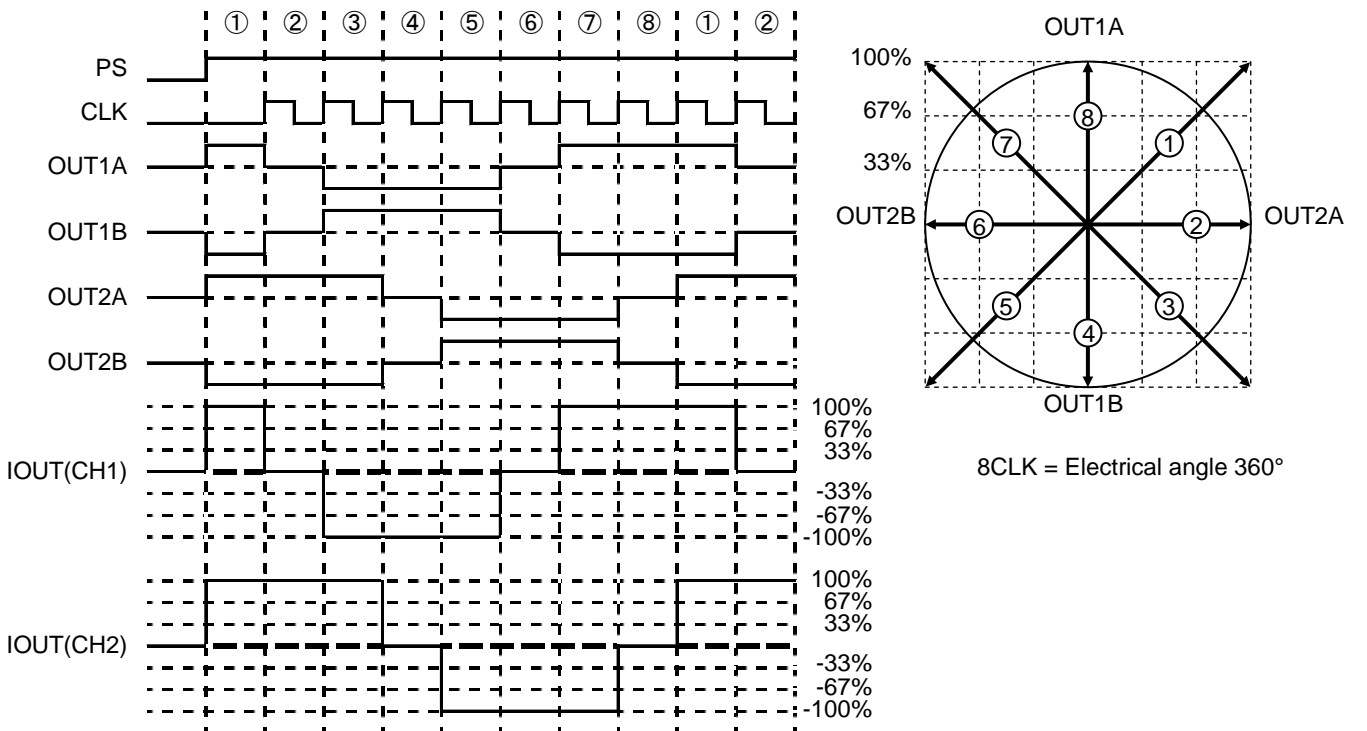 ① ② ③ ④ ⑤ ⑥ ⑦ ⑧ ① ②
PS
CLK
OUT1A
OUT1B
OUT2A
OUT2B
IOUT(CH1)
100%
67%
33%
-33%
-67%
-100%
IOUT(CH2)
100%
67%
33%
-33%
-67%
-100%
OUT1A
100%
67%
33%
⑧
⑦ ①
OUT2B ⑥ ② OUT2A
⑤ ③
④
OUT1B
8CLK = Electrical angle 360°